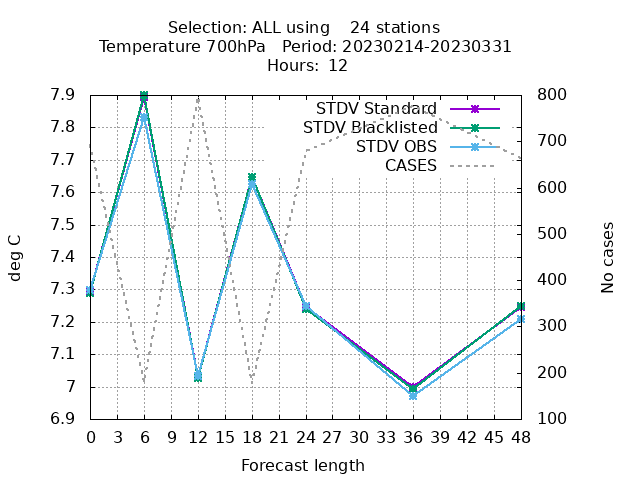 Selection: ALL using    24 stations
Temperature 700hPa   Period: 20230214-20230331
Hours: 12
7.9
7.8
7.7
7.6
7.5
7.4
7.3
7.2
7.1
7
6.9
deg C
STDV Standard
STDV Blacklisted
STDV OBS
CASES
800
700
600
500
400
300
200
100
No cases
0 3 6 9 12 15 18 21 24 27 30 33 36 39 42 45 48
Forecast length